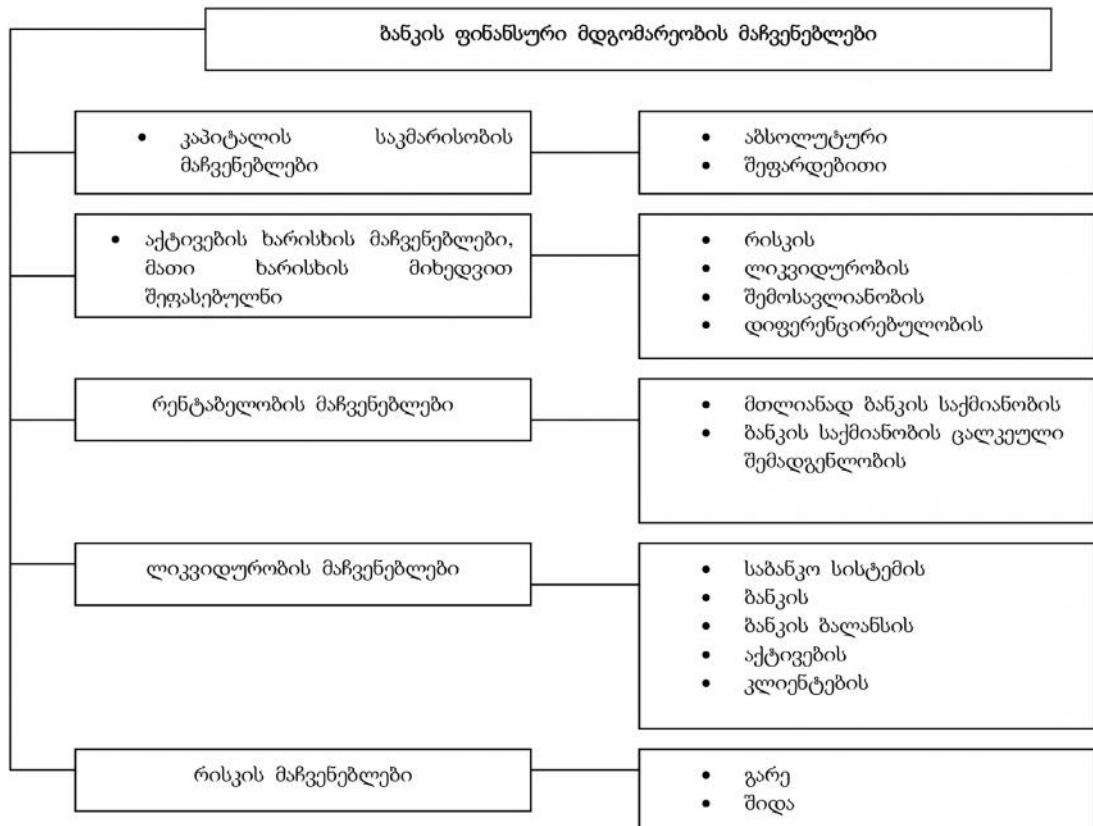 ბანკის ფინანსური მდგომარეობის მაჩვენებლები
• კაპიტალის საკმარისობის
მაჩვენებლები
• აბსოლუტური
• შეფარდებითი
• აქტივების ხარისხის მაჩვენებლები,
მათი ხარისხის მიხედვით
შეფასებულნი
• რისკის
• ლიკვიდურობის
• შემოსავლიანობის
• დიფერენცირებულობის
რენტაბელობის მაჩვენებლები
• მთლიანად ბანკის საქმიანობის
• ბანკის საქმიანობის ცალკეული
შემადგენლობის
ლიკვიდურობის მაჩვენებლები
• საბანკო სისტემის
• ბანკის
• ბანკის ბალანსის
• აქტივების
• კლიენტების
რისკის მაჩვენებლები
• გარე
• შიდა